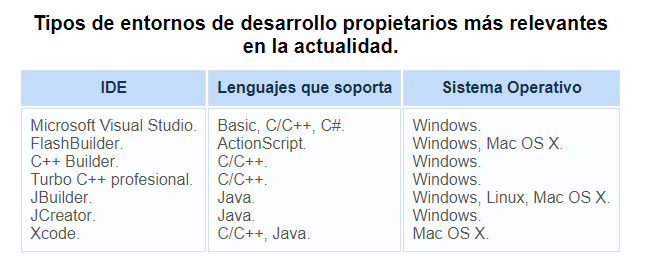 Tipos de entornos de desarrollo propietarios más relevantes
en la actualidad.
IDE Lenguajes que soporta Sistema Operativo
Microsoft Visual Studio. Basic, C/C++, C#. Windows.
FlashBuilder. ActionScript. Windows, Mac OS X.
C++ Builder. C/C++. Windows.
Turbo C++ profesional. C/C++. Windows.
JBuilder. Java. Windows, Linux, Mac OS X.
JCreator. Java. Windows.
Xcode. C/C++, Java. Mac OS X.